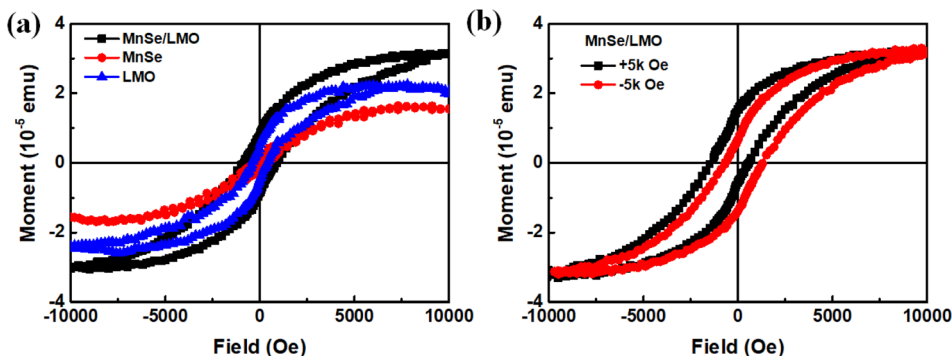 (a)
MnSe/LMO
MnSe
LMO
Moment (10⁻⁵ emu)
4
2
0
-2
-4
-10000 -5000 0 5000 10000
Field (Oe)
(b)
MnSe/LMO
+5k Oe
-5k Oe
Moment (10⁻⁵ emu)
4
2
0
-2
-4
-10000 -5000 0 5000 10000
Field (Oe)